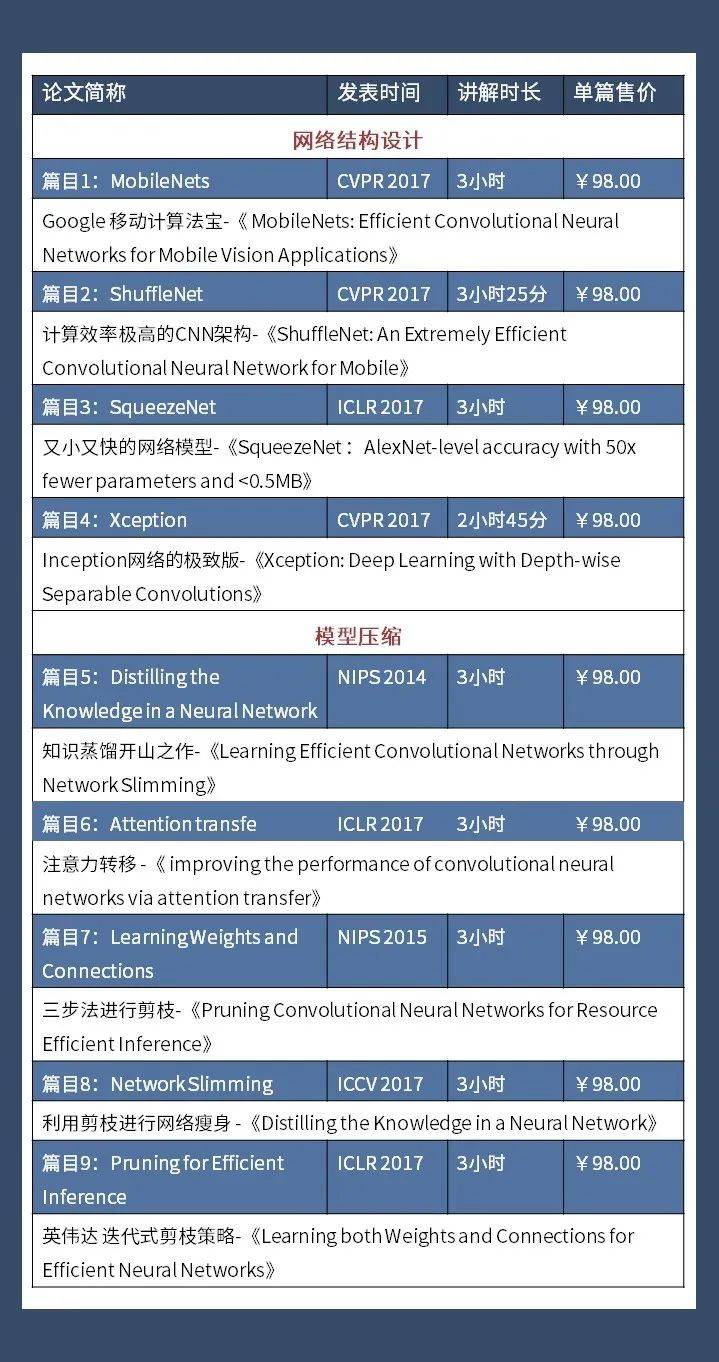 论文简称 发表时间 讲解时长 单篇售价
网络结构设计
篇目1：MobileNets CVPR 2017 3小时 ￥98.00
Google 移动计算法宝-《 MobileNets: Efficient Convolutional Neural
Networks for Mobile Vision Applications》
篇目2：ShuffleNet CVPR 2017 3小时25分 ￥98.00
计算效率极高的CNN架构-《ShuffleNet: An Extremely Efficient
Convolutional Neural Network for Mobile》
篇目3：SqueezeNet ICLR 2017 3小时 ￥98.00
又小又快的网络模型-《SqueezeNet： AlexNet-level accuracy with 50x
fewer parameters and <0.5MB》
篇目4：Xception CVPR 2017 2小时45分 ￥98.00
Inception网络的极致版-《Xception: Deep Learning with Depth-wise
Separable Convolutions》
模型压缩
篇目5：Distilling the NIPS 2014 3小时 ￥98.00
Knowledge in a Neural Network
知识蒸馏开山之作-《Learning Efficient Convolutional Networks through
Network Slimming》
篇目6：Attention transfe ICLR 2017 3小时 ￥98.00
注意力转移 -《 improving the performance of convolutional neural
networks via attention transfer》
篇目7：Learning Weights and NIPS 2015 3小时 ￥98.00
Connections
三步法进行剪枝-《Pruning Convolutional Neural Networks for Resource
Efficient Inference》
篇目8：Network Slimming ICCV 2017 3小时 ￥98.00
利用剪枝进行网络瘦身 -《Distilling the Knowledge in a Neural Network》
篇目9：Pruning for Efficient ICLR 2017 3小时 ￥98.00
Inference
英伟达 迭代式剪枝策略-《Learning both Weights and Connections for
Efficient Neural Networks》